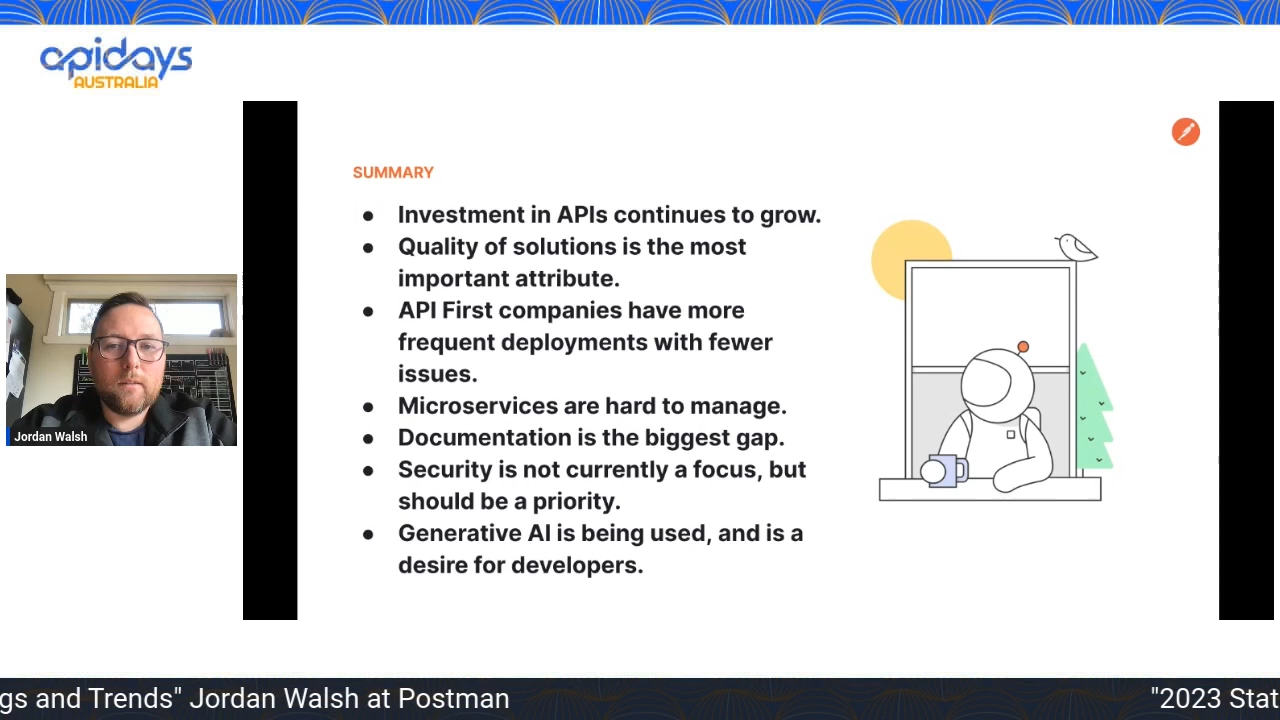 apidays
AUSTRALIA
SUMMARY
● Investment in APIs continues to grow.
● Quality of solutions is the most
important attribute.
● API First companies have more
frequent deployments with fewer
issues.
● Microservices are hard to manage.
● Documentation is the biggest gap.
● Security is not currently a focus, but
should be a priority.
● Generative AI is being used, and is a
desire for developers.
Jordan Walsh
gs and Trends" Jordan Walsh at Postman
"2023 Stat